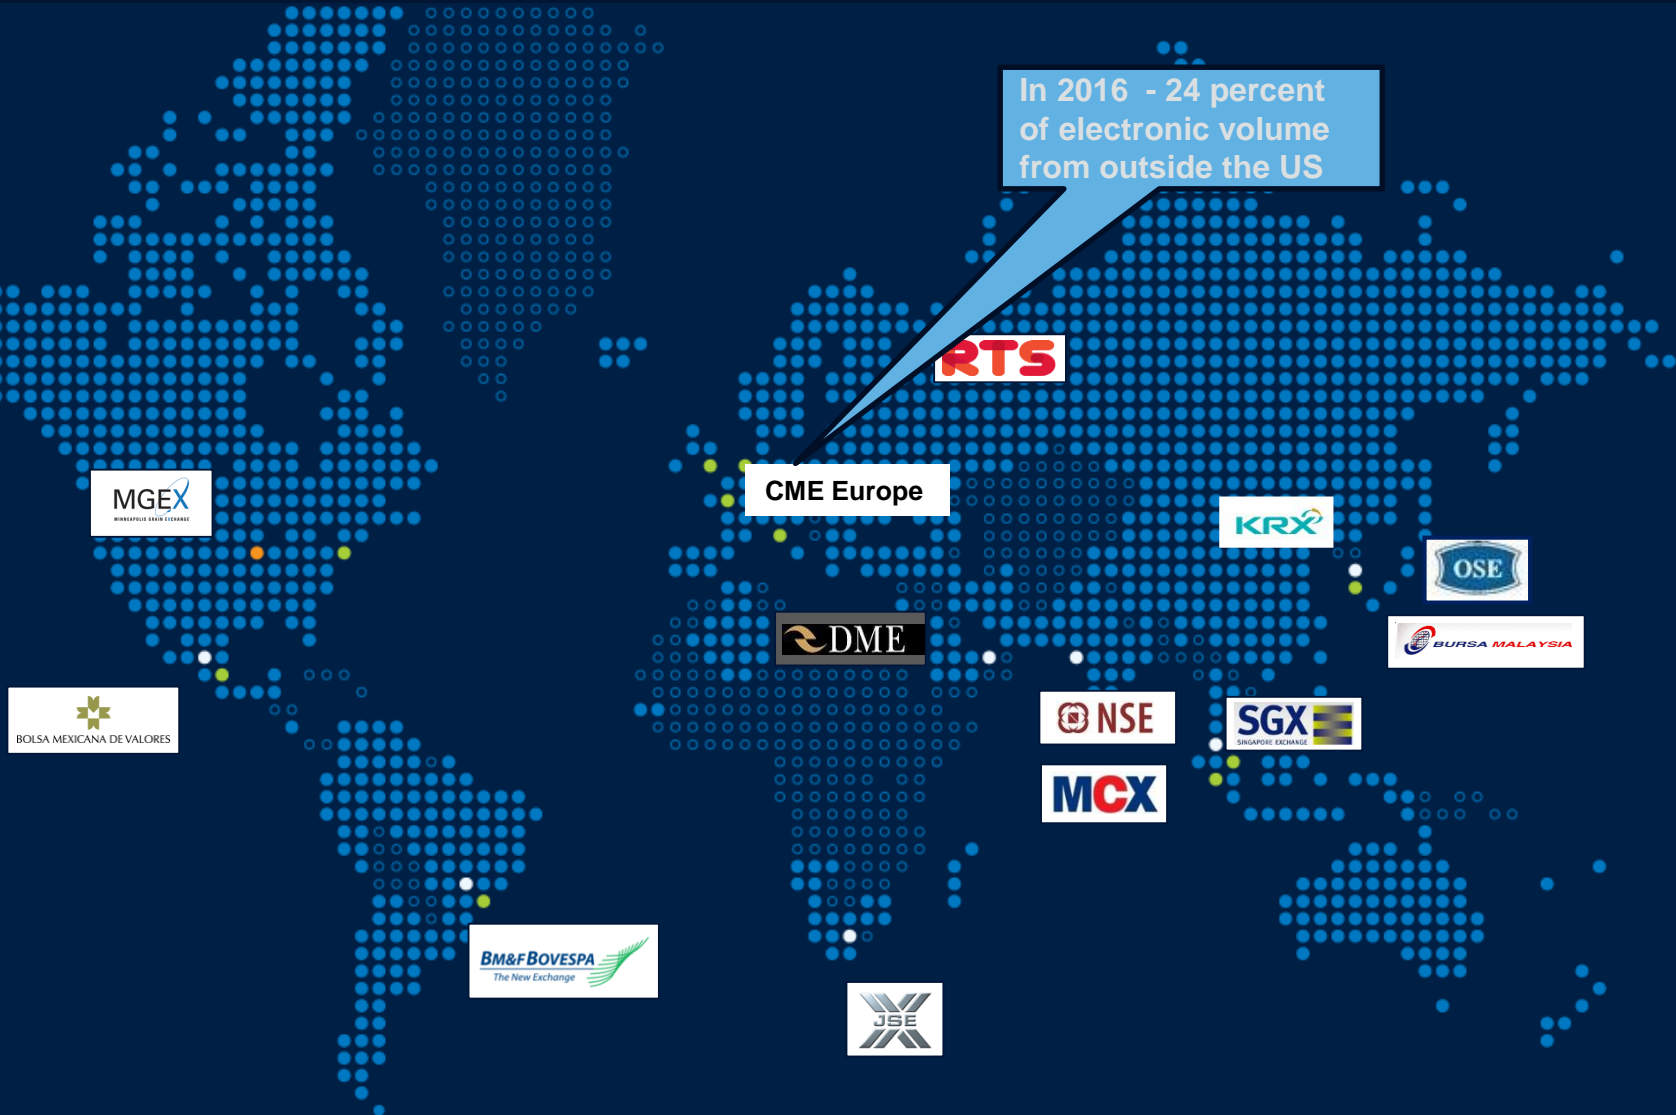 In 2016 - 24 percent
of electronic volume
from outside the US
RTS
CME Europe
MGEX
MINNEAPOLIS GRAIN EXCHANGE
KRX
OSE
DME
BURSA MALAYSIA
BOLSA MEXICANA DE VALORES
NSE
SGX
SINGAPORE EXCHANGE
MCX
BM&FBOVESPA
The New Exchange
JSE